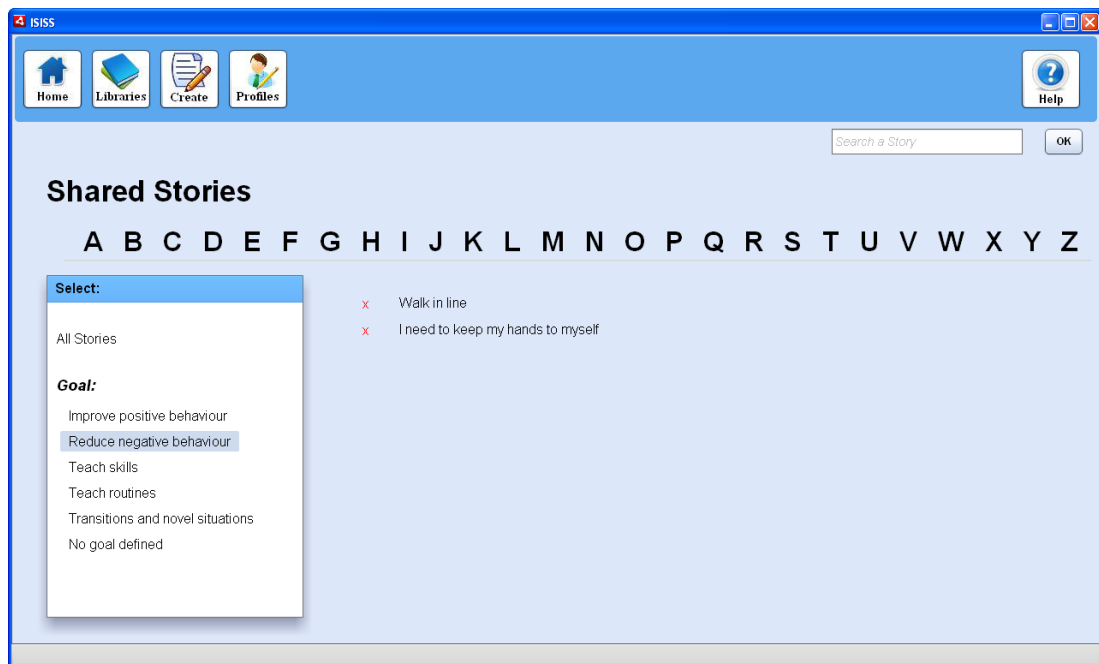 ISISS
Home Libraries Create Profiles Help
Search a Story OK
Shared Stories
A B C D E F G H I J K L M N O P Q R S T U V W X Y Z
Select:
All Stories
Goal:
Improve positive behaviour
Reduce negative behaviour
Teach skills
Teach routines
Transitions and novel situations
No goal defined
x Walk in line
x I need to keep my hands to myself